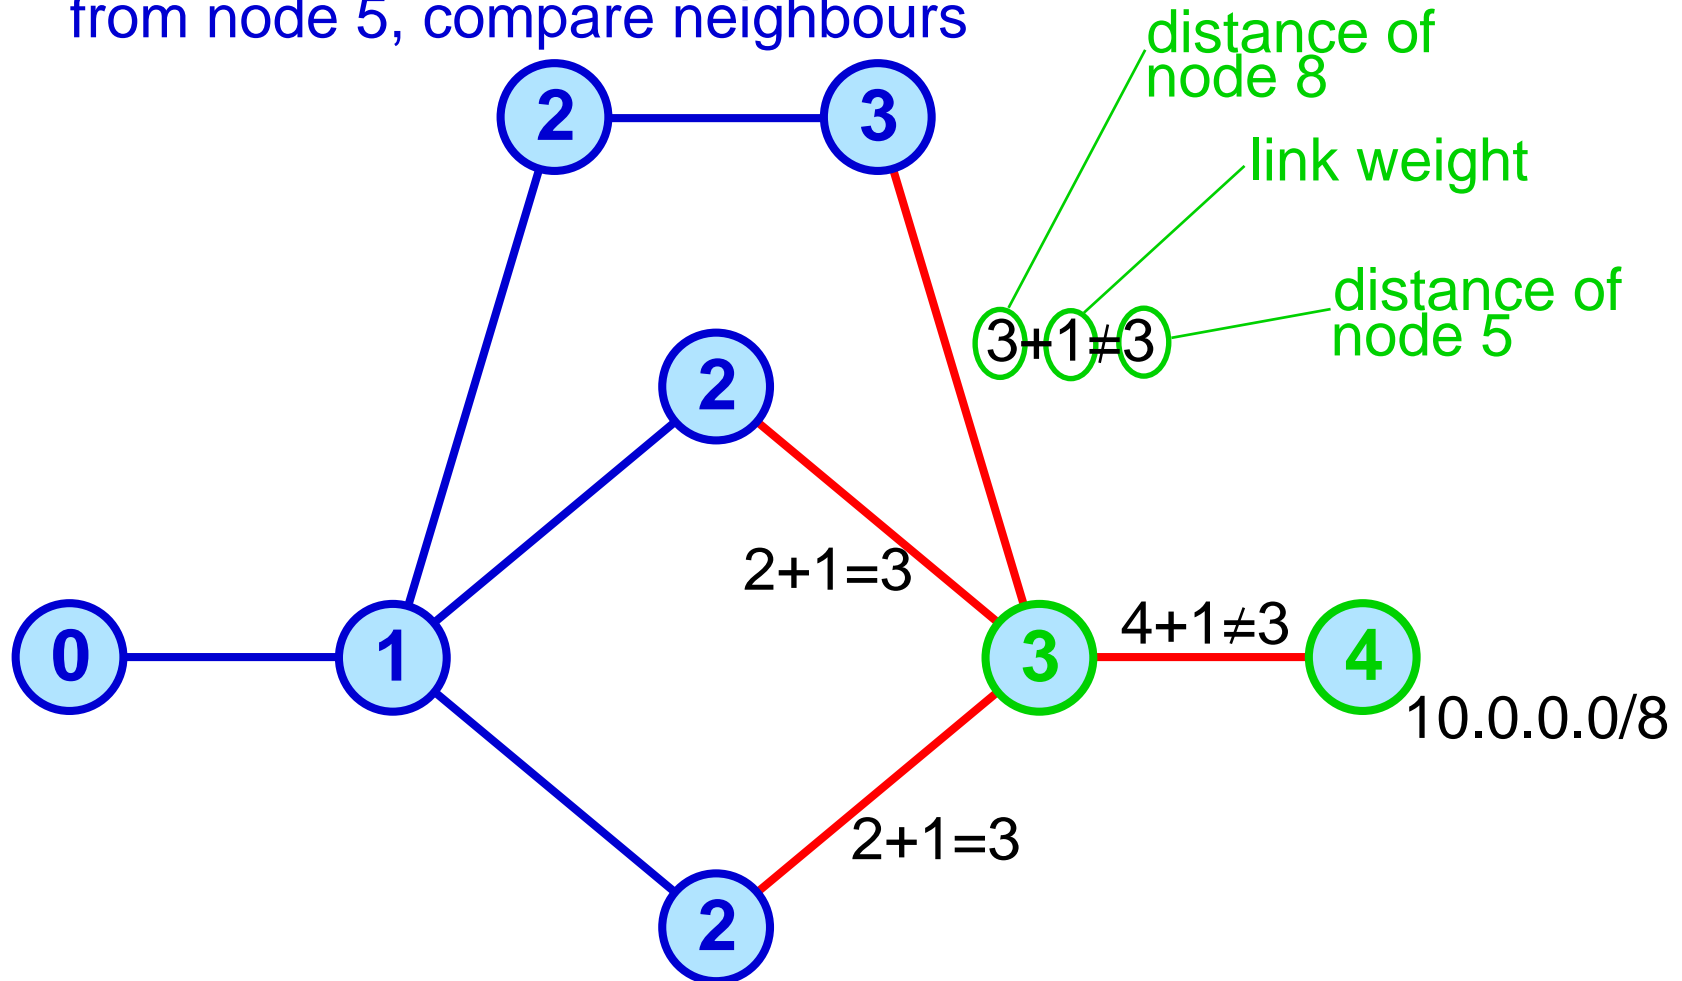 from node 5, compare neighbours
distance of
node 8
2
3
link weight
distance of
node 5
3+1≠3
2
2+1=3
4+1≠3
0
1
3
4
10.0.0.0/8
2+1=3
2